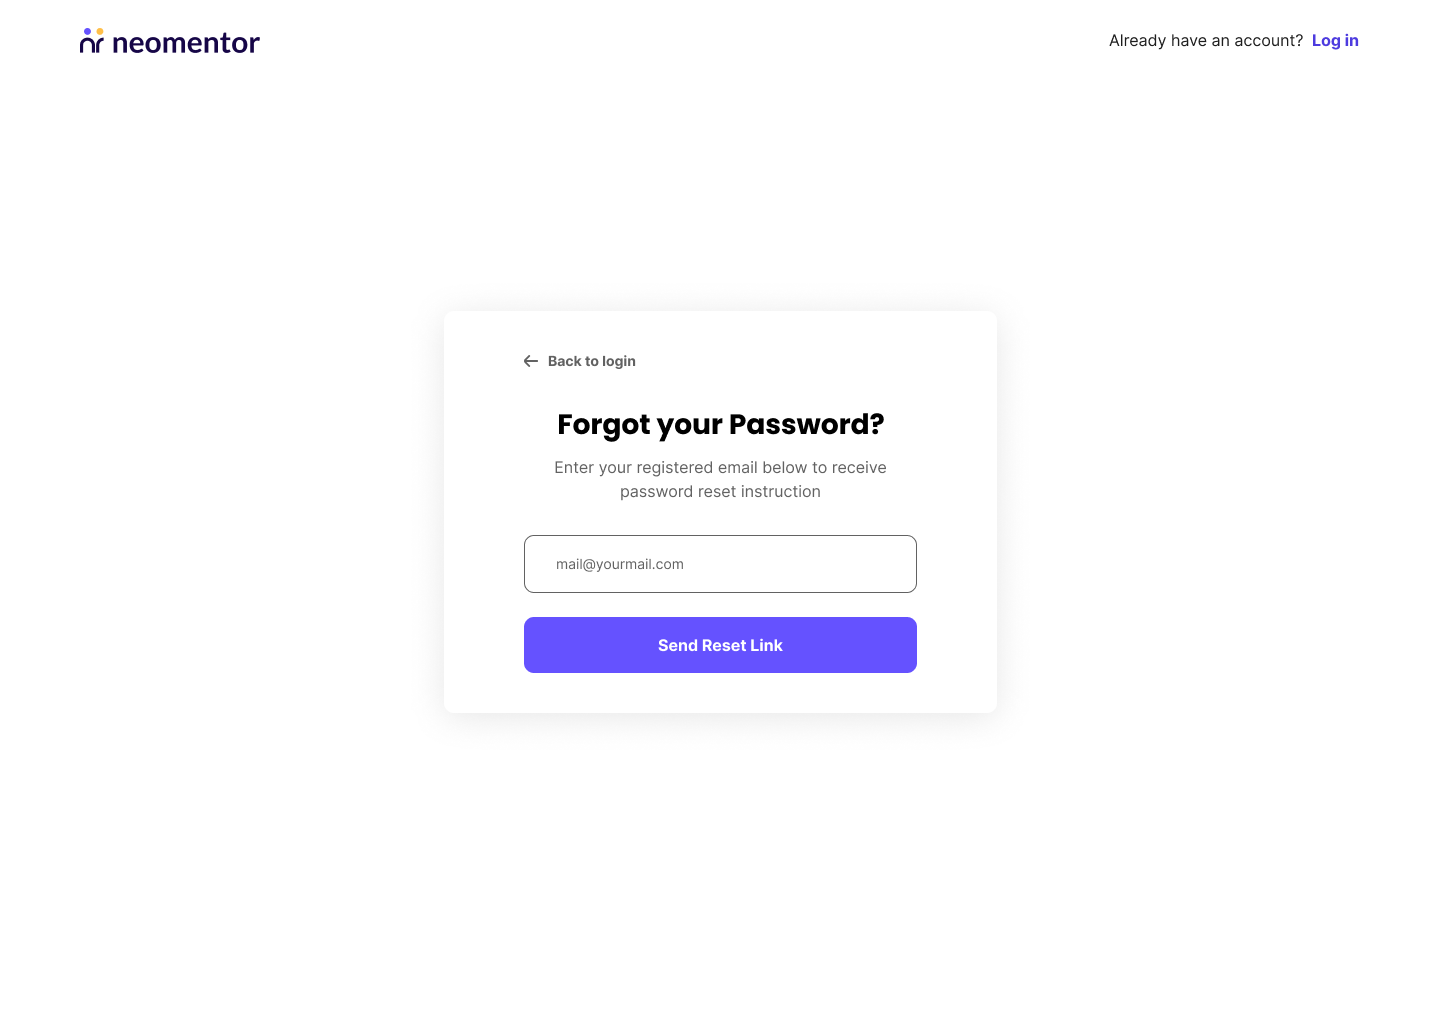 neomentor
Already have an account? Log in
Back to login
Forgot your Password?
Enter your registered email below to receive
password reset instruction
mail@yourmail.com
Send Reset Link